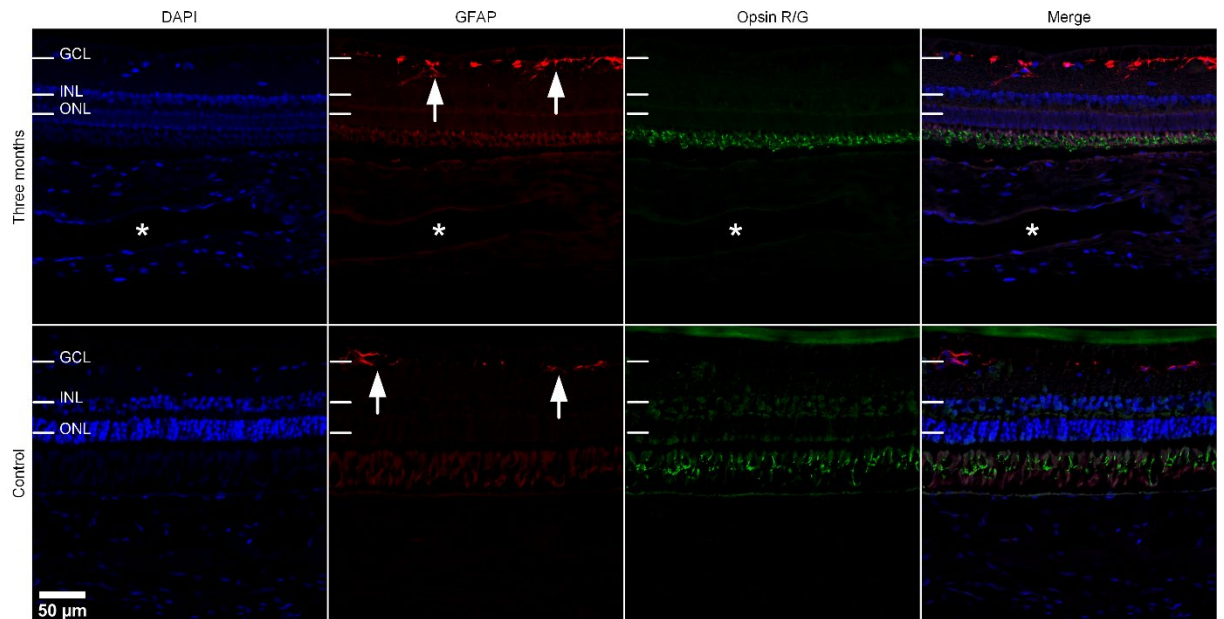 DAPI GFAP Opsin R/G Merge
Three months
GCL
INL
ONL
* * * *
Control
GCL
INL
ONL
50 µm